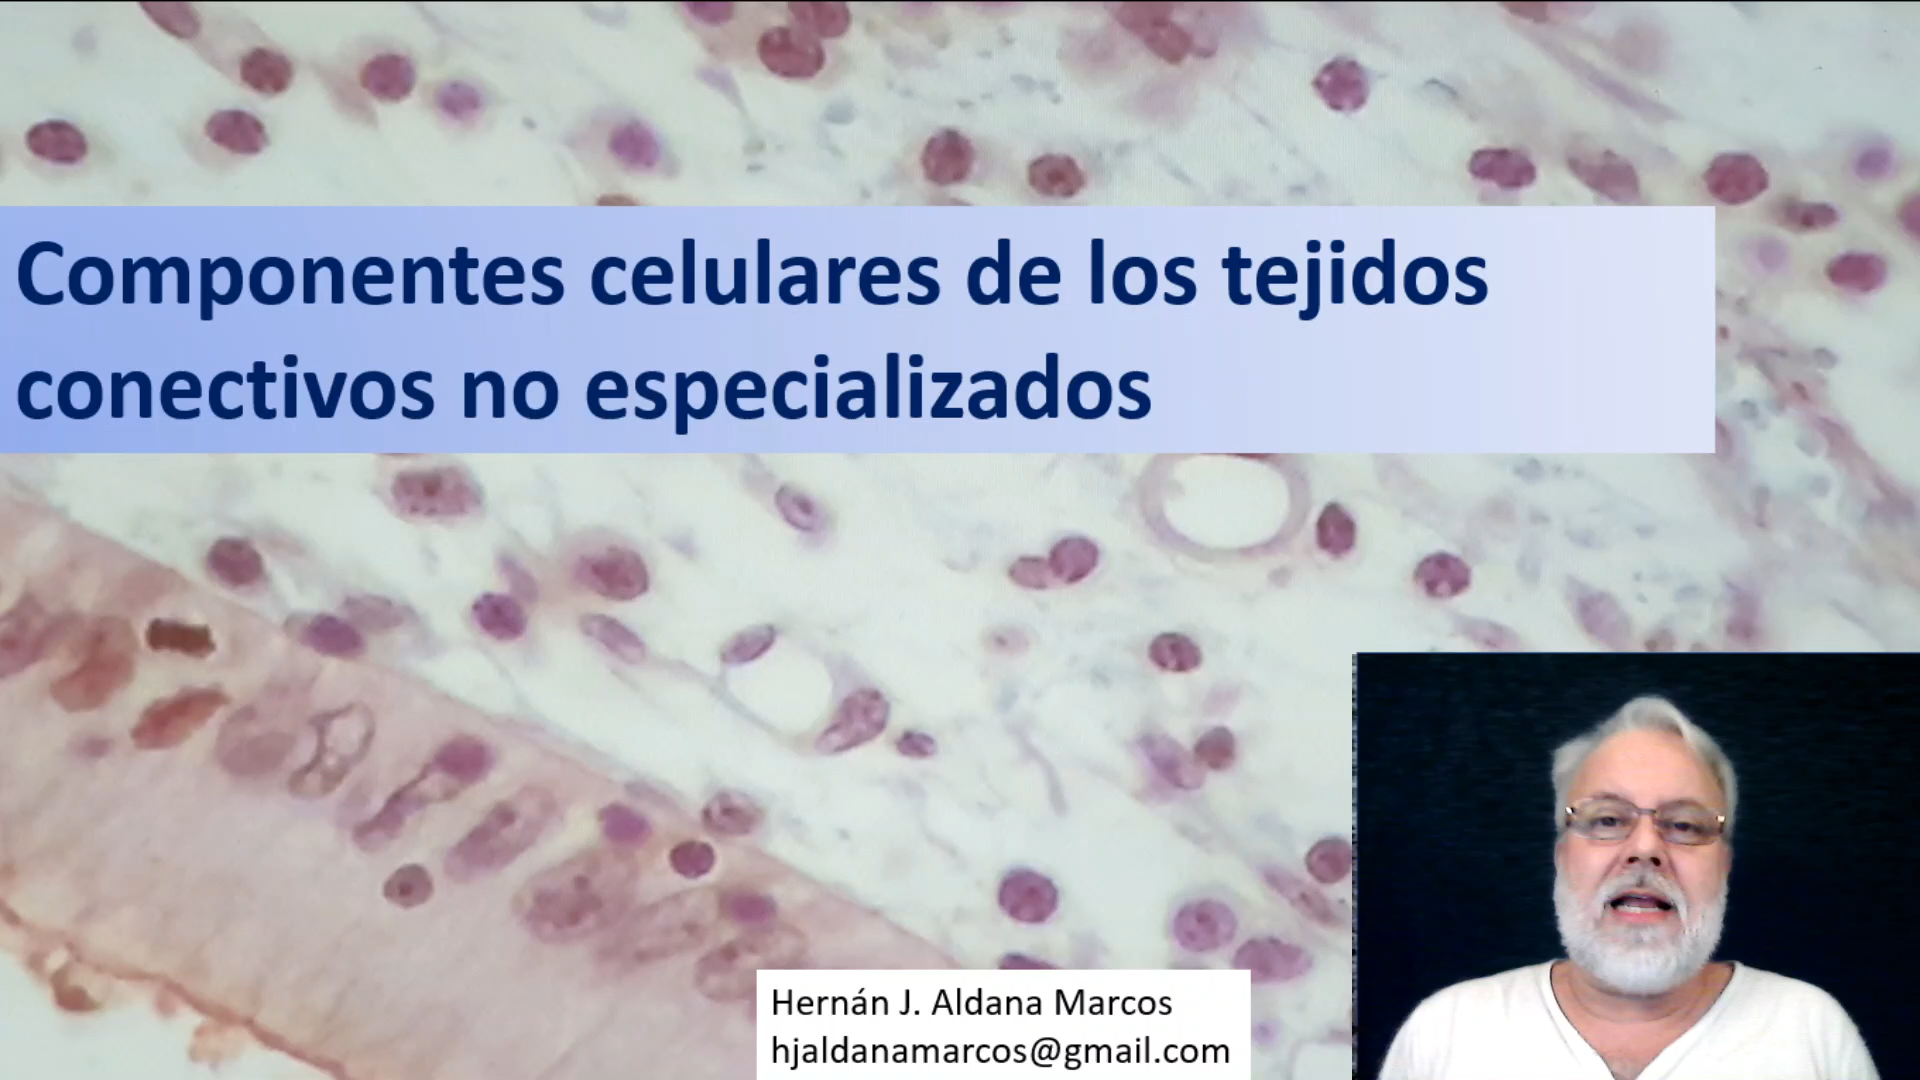 Componentes celulares de los tejidos
conectivos no especializados
Hernán J. Aldana Marcos
hjaldanamarcos@gmail.com